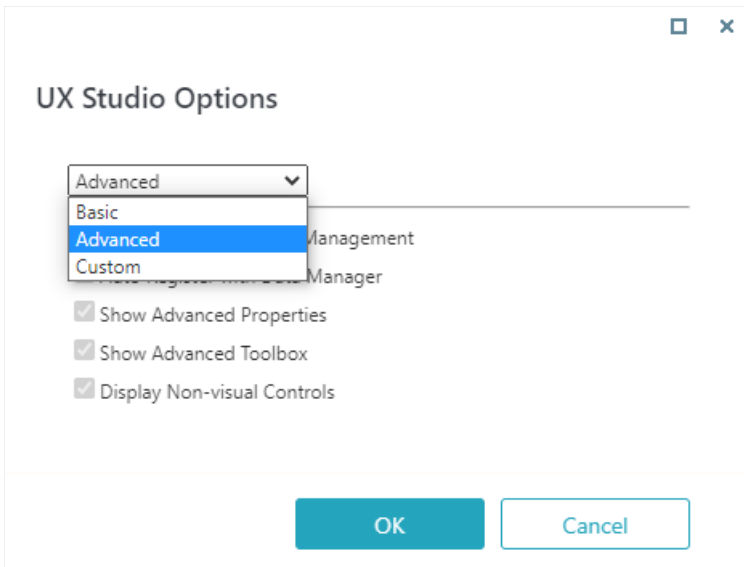 UX Studio Options
Advanced
Basic
Advanced
Management
Custom
Manager
Show Advanced Properties
Show Advanced Toolbox
Display Non-visual Controls
OK
Cancel